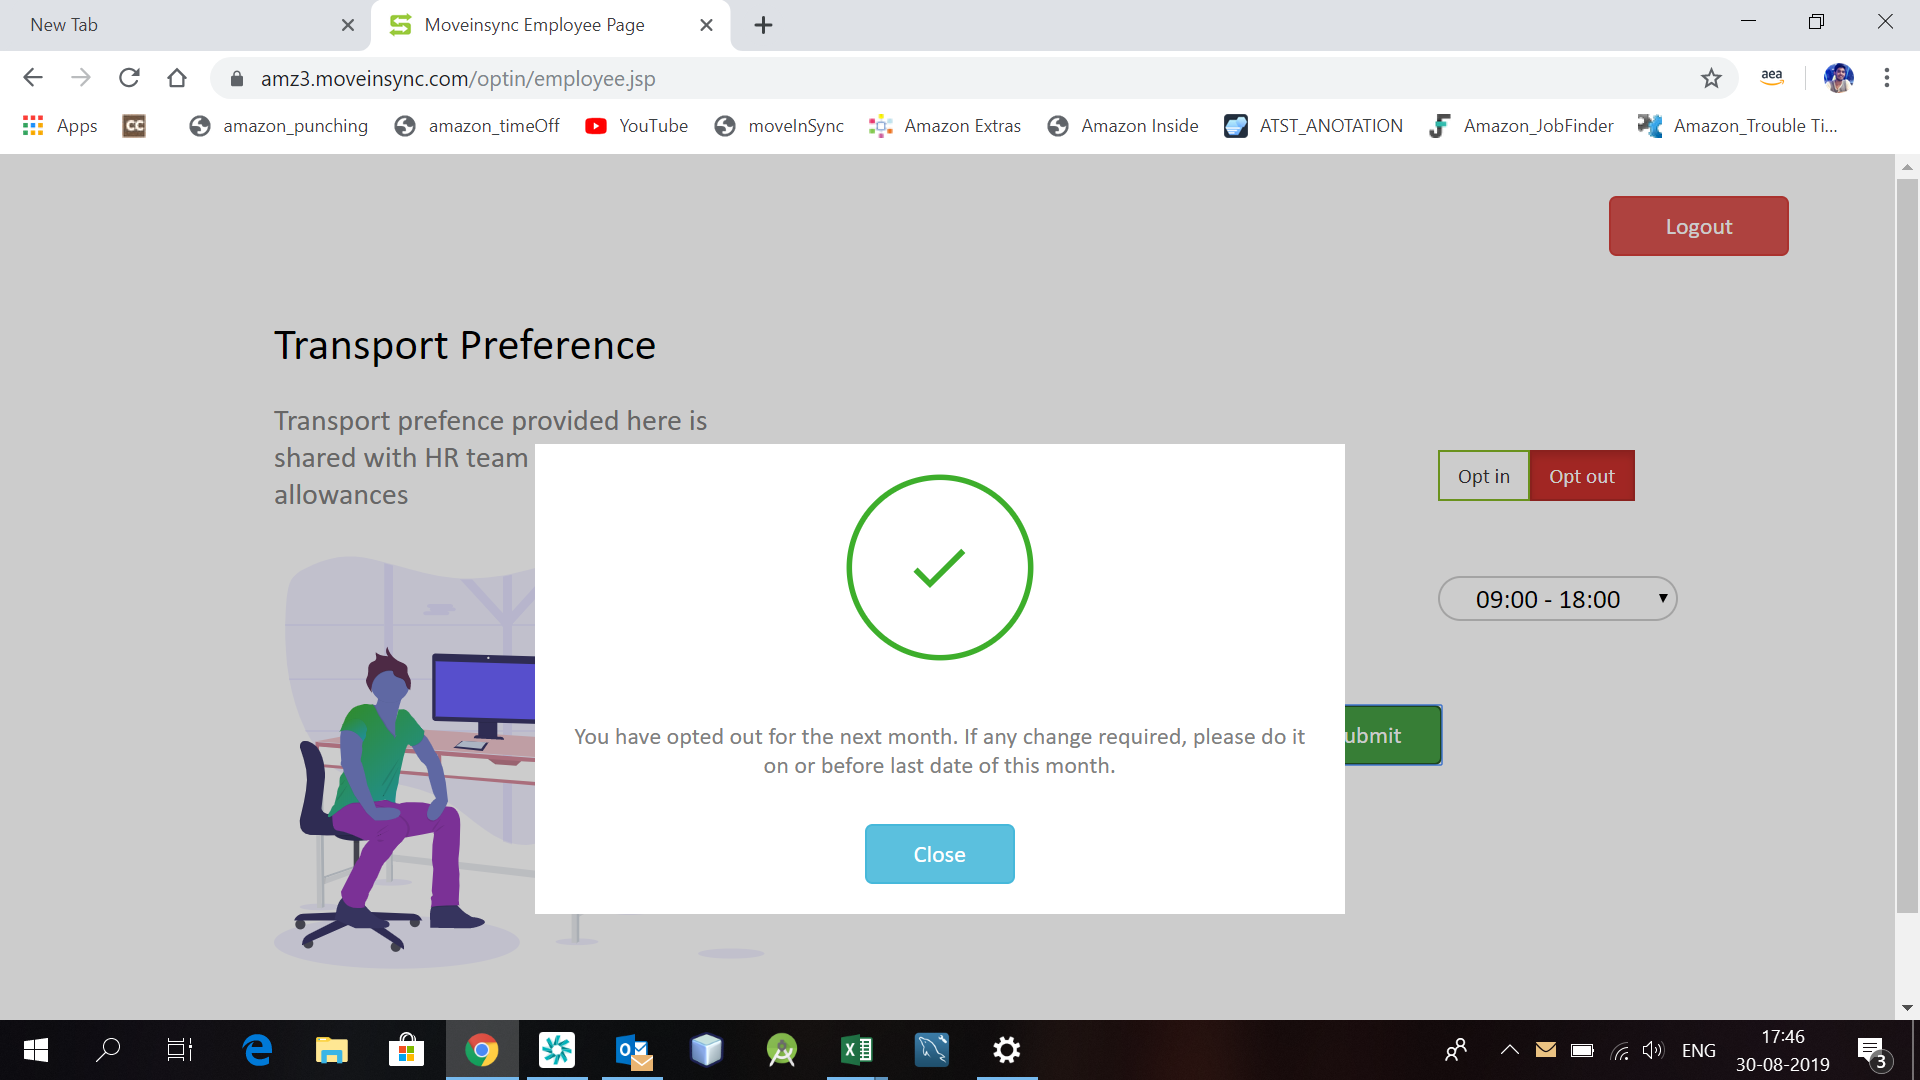 New Tab
Moveinsync Employee Page
amz3.moveinsync.com/optin/employee.jsp
aea
Apps
CC
amazon_punching
amazon_timeOff
YouTube
moveInSync
Amazon Extras
Amazon Inside
ATST_ANOTATION
Amazon_JobFinder
Amazon_Trouble Ti...
Logout
Transport Preference
Transport prefence provided here is
shared with HR team
allowances
Opt in
Opt out
09:00 - 18:00
ubmit
You have opted out for the next month. If any change required, please do it
on or before last date of this month.
Close
ENG
17:46
30-08-2019
3